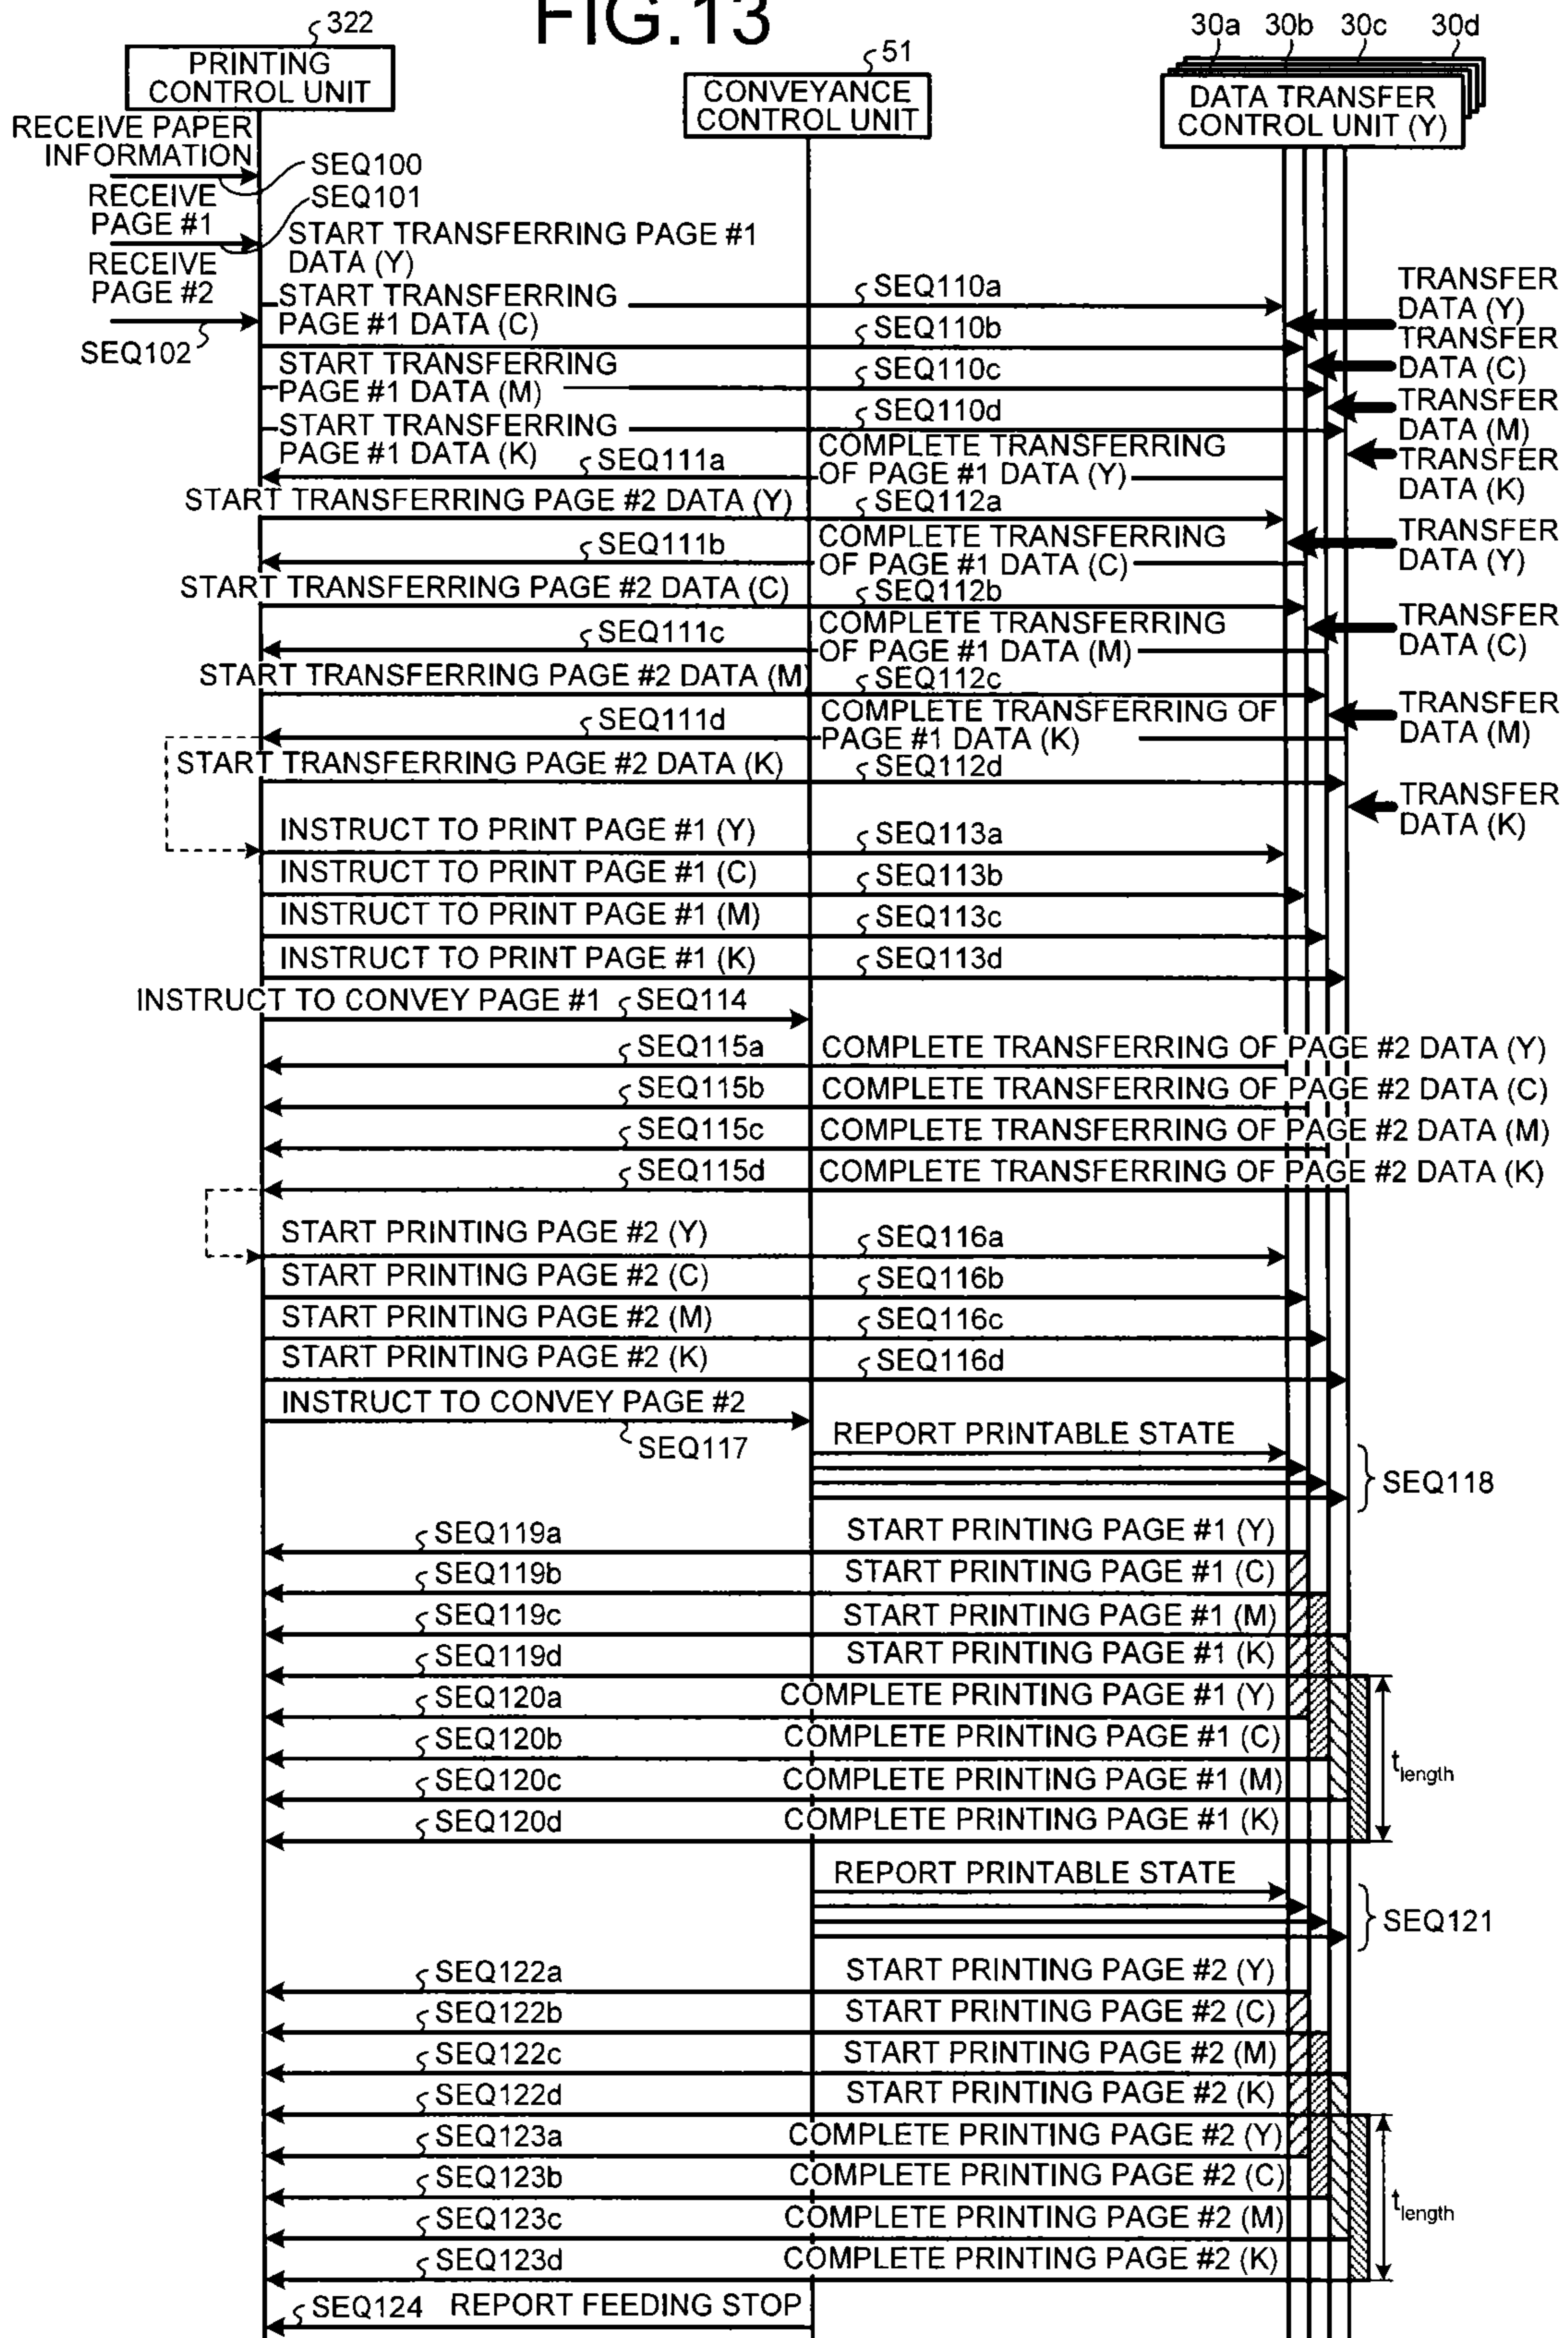 FIG.13
322
PRINTING
CONTROL UNIT
51
CONVEYANCE
CONTROL UNIT
30a 30b 30c 30d
DATA TRANSFER
CONTROL UNIT (Y)
RECEIVE PAPER
INFORMATION
SEQ100
RECEIVE
PAGE #1
SEQ101
RECEIVE
PAGE #2
SEQ102
START TRANSFERRING PAGE #1
DATA (Y)
SEQ110a
TRANSFER
DATA (Y)
START TRANSFERRING
PAGE #1 DATA (C)
SEQ110b
TRANSFER
DATA (C)
START TRANSFERRING
PAGE #1 DATA (M)
SEQ110c
TRANSFER
DATA (M)
START TRANSFERRING
PAGE #1 DATA (K)
SEQ110d
TRANSFER
DATA (K)
SEQ111a
COMPLETE TRANSFERRING
OF PAGE #1 DATA (Y)
START TRANSFERRING PAGE #2 DATA (Y)
SEQ112a
TRANSFER
DATA (Y)
SEQ111b
COMPLETE TRANSFERRING
OF PAGE #1 DATA (C)
START TRANSFERRING PAGE #2 DATA (C)
SEQ112b
TRANSFER
DATA (C)
SEQ111c
COMPLETE TRANSFERRING
OF PAGE #1 DATA (M)
START TRANSFERRING PAGE #2 DATA (M)
SEQ112c
TRANSFER
DATA (M)
SEQ111d
COMPLETE TRANSFERRING OF
PAGE #1 DATA (K)
START TRANSFERRING PAGE #2 DATA (K)
SEQ112d
TRANSFER
DATA (K)
INSTRUCT TO PRINT PAGE #1 (Y)
SEQ113a
INSTRUCT TO PRINT PAGE #1 (C)
SEQ113b
INSTRUCT TO PRINT PAGE #1 (M)
SEQ113c
INSTRUCT TO PRINT PAGE #1 (K)
SEQ113d
INSTRUCT TO CONVEY PAGE #1
SEQ114
SEQ115a
COMPLETE TRANSFERRING OF PAGE #2 DATA (Y)
SEQ115b
COMPLETE TRANSFERRING OF PAGE #2 DATA (C)
SEQ115c
COMPLETE TRANSFERRING OF PAGE #2 DATA (M)
SEQ115d
COMPLETE TRANSFERRING OF PAGE #2 DATA (K)
START PRINTING PAGE #2 (Y)
SEQ116a
START PRINTING PAGE #2 (C)
SEQ116b
START PRINTING PAGE #2 (M)
SEQ116c
START PRINTING PAGE #2 (K)
SEQ116d
INSTRUCT TO CONVEY PAGE #2
SEQ117
REPORT PRINTABLE STATE
SEQ118
SEQ119a
START PRINTING PAGE #1 (Y)
SEQ119b
START PRINTING PAGE #1 (C)
SEQ119c
START PRINTING PAGE #1 (M)
SEQ119d
START PRINTING PAGE #1 (K)
SEQ120a
COMPLETE PRINTING PAGE #1 (Y)
SEQ120b
COMPLETE PRINTING PAGE #1 (C)
SEQ120c
COMPLETE PRINTING PAGE #1 (M)
tlength
SEQ120d
COMPLETE PRINTING PAGE #1 (K)
REPORT PRINTABLE STATE
SEQ121
SEQ122a
START PRINTING PAGE #2 (Y)
SEQ122b
START PRINTING PAGE #2 (C)
SEQ122c
START PRINTING PAGE #2 (M)
SEQ122d
START PRINTING PAGE #2 (K)
SEQ123a
COMPLETE PRINTING PAGE #2 (Y)
SEQ123b
COMPLETE PRINTING PAGE #2 (C)
SEQ123c
COMPLETE PRINTING PAGE #2 (M)
tlength
SEQ123d
COMPLETE PRINTING PAGE #2 (K)
SEQ124
REPORT FEEDING STOP